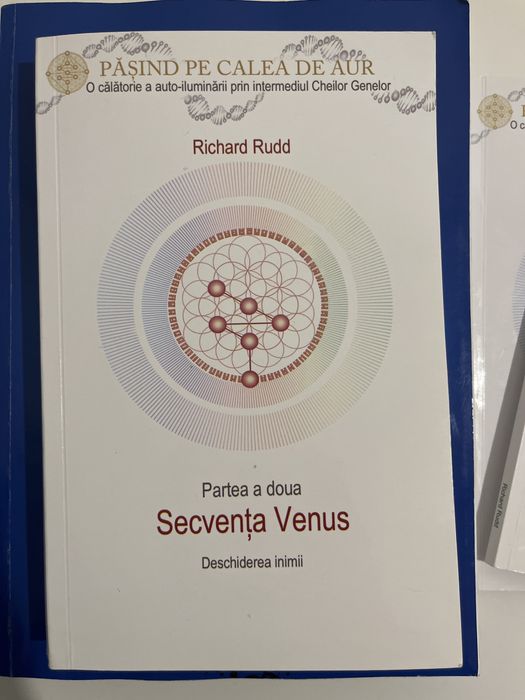 PĂȘIND PE CALEA DE AUR
O călătorie a auto-iluminării prin intermediul Cheilor Genelor
Richard Rudd
Partea a doua
Secvența Venus
Deschiderea inimii
Richard Rudd